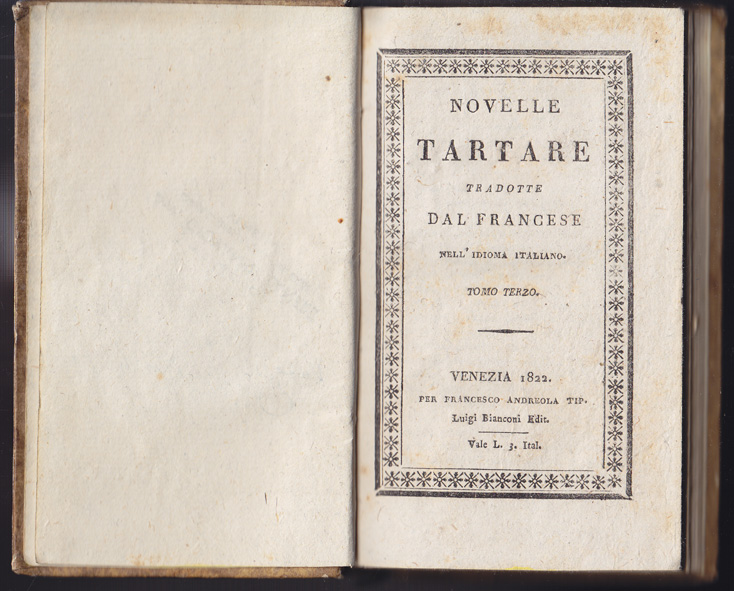 NOVELLE
TARTARE
TRADOTTE
DAL FRANCESE
NELL' IDIOMA ITALIANO.
TOMO TERZO.
VENEZIA 1822.
PER FRANCESCO ANDREOLA TIP.
Luigi Bianconi Edit.
Vale L. 3. Ital.